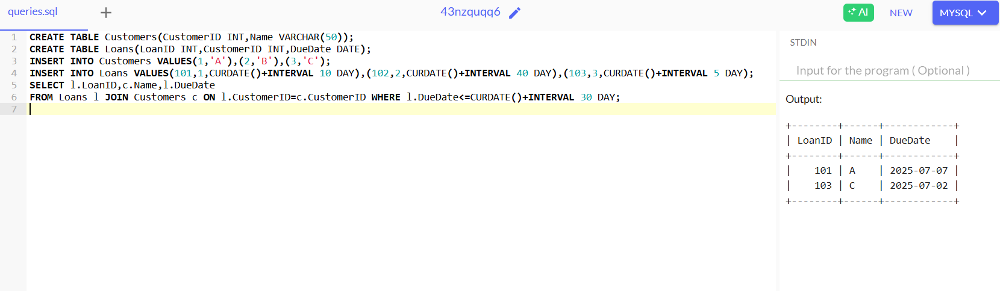 queries.sql
+
43nzquqq6
AI
NEW
MYSQL
1 CREATE TABLE Customers(CustomerID INT,Name VARCHAR(50));
2 CREATE TABLE Loans(LoanID INT,CustomerID INT,DueDate DATE);
3 INSERT INTO Customers VALUES(1,'A'),(2,'B'),(3,'C');
4 INSERT INTO Loans VALUES(101,1,CURDATE()+INTERVAL 10 DAY),(102,2,CURDATE()+INTERVAL 40 DAY),(103,3,CURDATE()+INTERVAL 5 DAY);
5 SELECT l.LoanID,c.Name,l.DueDate
6 FROM Loans l JOIN Customers c ON l.CustomerID=c.CustomerID WHERE l.DueDate<=CURDATE()+INTERVAL 30 DAY;
7
STDIN
Input for the program ( Optional )
Output:
+--------+------+------------+
| LoanID | Name | DueDate    |
+--------+------+------------+
|    101 | A    | 2025-07-07 |
|    103 | C    | 2025-07-02 |
+--------+------+------------+